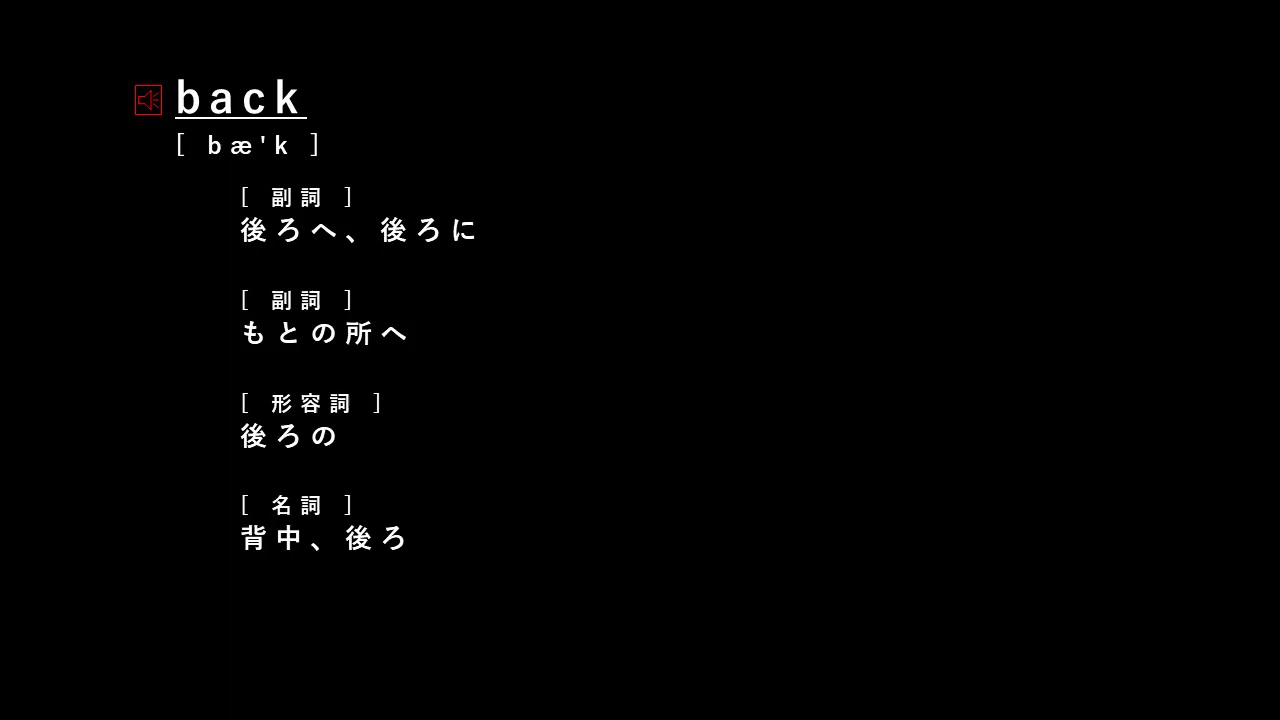 back
[ bæ'k ]
[ 副詞 ]
後ろへ、後ろに
[ 副詞 ]
もとの所へ
[ 形容詞 ]
後ろの
[ 名詞 ]
背中、後ろ